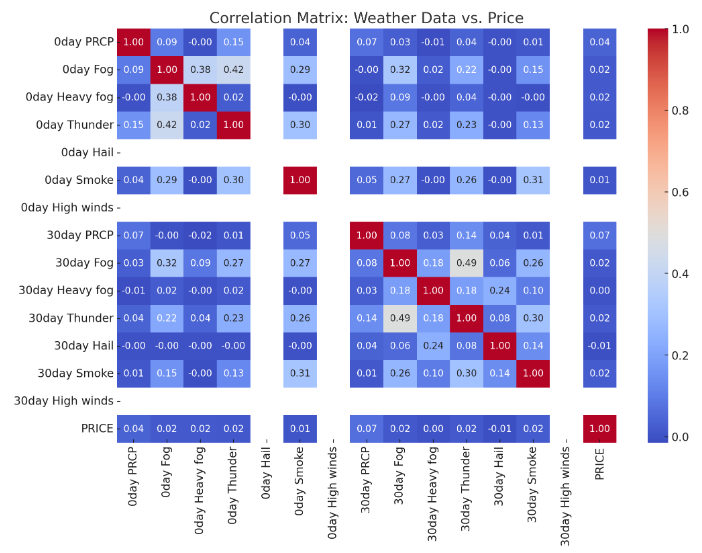 Correlation Matrix: Weather Data vs. Price
0day PRCP 1.00 0.09 -0.00 0.15 0.04 0.07 0.03 -0.01 0.04 -0.00 0.01 0.04
0day Fog 0.09 1.00 0.38 0.42 0.29 -0.00 0.32 0.02 0.22 -0.00 0.15 0.02
0day Heavy fog -0.00 0.38 1.00 0.02 -0.00 -0.02 0.09 -0.00 0.04 -0.00 -0.00 0.02
0day Thunder 0.15 0.42 0.02 1.00 0.30 0.01 0.27 0.02 0.23 -0.00 0.13 0.02
0day Hail
0day Smoke 0.04 0.29 -0.00 0.30 1.00 0.05 0.27 -0.00 0.26 -0.00 0.31 0.01
0day High winds
30day PRCP 0.07 -0.00 -0.02 0.01 0.05 1.00 0.08 0.03 0.14 0.04 0.01 0.07
30day Fog 0.03 0.32 0.09 0.27 0.27 0.08 1.00 0.18 0.49 0.06 0.26 0.02
30day Heavy fog -0.01 0.02 -0.00 0.02 -0.00 0.03 0.18 1.00 0.18 0.24 0.10 0.00
30day Thunder 0.04 0.22 0.04 0.23 0.26 0.14 0.49 0.18 1.00 0.08 0.30 0.02
30day Hail -0.00 -0.00 -0.00 -0.00 -0.00 0.04 0.06 0.24 0.08 1.00 0.14 -0.01
30day Smoke 0.01 0.15 -0.00 0.13 0.31 0.01 0.26 0.10 0.30 0.14 1.00 0.02
30day High winds
PRICE 0.04 0.02 0.02 0.02 0.01 0.07 0.02 0.00 0.02 -0.01 0.02 1.00
0day PRCP
0day Fog
0day Heavy fog
0day Thunder
0day Hail
0day Smoke
0day High winds
30day PRCP
30day Fog
30day Heavy fog
30day Thunder
30day Hail
30day Smoke
30day High winds
PRICE
1.0
0.8
0.6
0.4
0.2
0.0